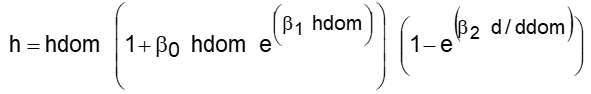 h = hdom (1+β₀ hdom e^(β₁ hdom)) (1−e^(β₂ d/ddom))